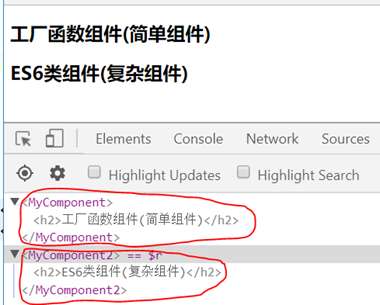 工厂函数组件(简单组件)
ES6类组件(复杂组件)
Elements Console Network Sources
Highlight Updates Highlight Search
<MyComponent>
<h2>工厂函数组件(简单组件)</h2>
</MyComponent>
<MyComponent2> == $r
<h2>ES6类组件(复杂组件)</h2>
</MyComponent2>